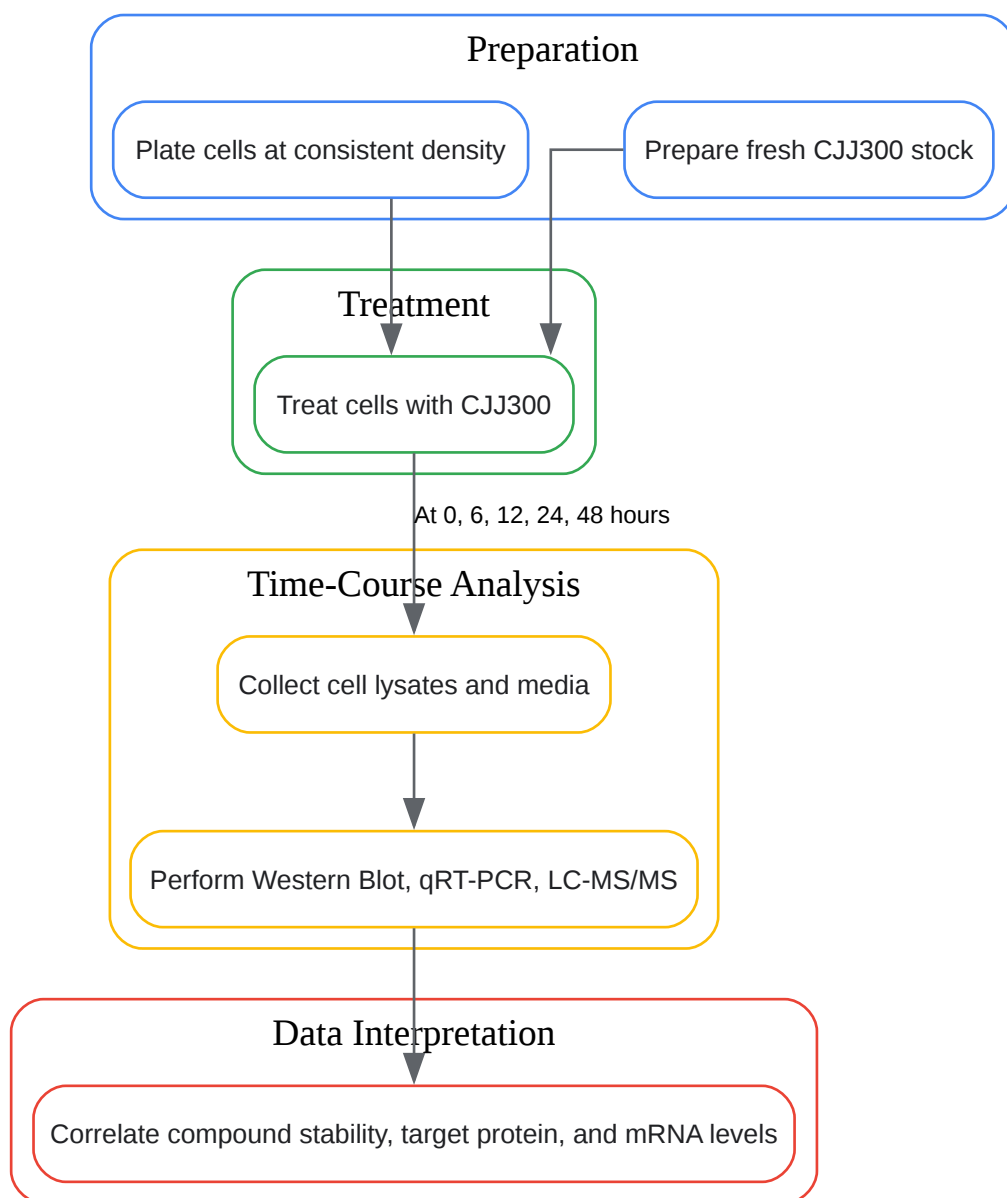 Preparation
Plate cells at consistent density
Prepare fresh CJJ300 stock
Treatment
Treat cells with CJJ300
At 0, 6, 12, 24, 48 hours
Time-Course Analysis
Collect cell lysates and media
Perform Western Blot, qRT-PCR, LC-MS/MS
Data Interpretation
Correlate compound stability, target protein, and mRNA levels